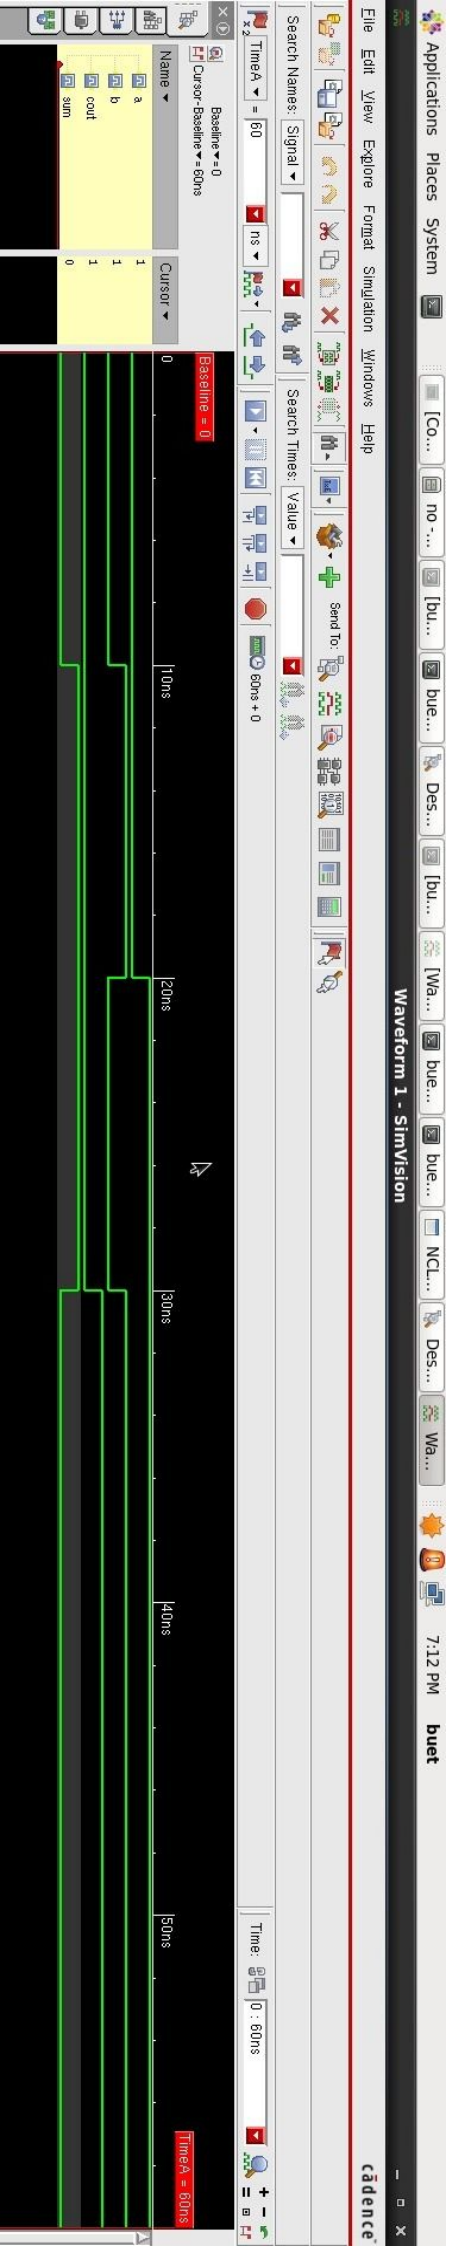 Applications Places System [Co... no -... [bu... bue... Des... [bu... [Wa... bue... bue... NCL... Des... Wa... 7:12 PM buet
Waveform 1 - SimVision
File Edit View Explore Format Simulation Windows Help cādence
Send To:
Search Names: Signal Search Times: Value
x2 TimeA = 60 ns 60ns + 0 Time: 0 : 60ns
Baseline = 0
Cursor-Baseline = 60ns
Baseline = 0 TimeA = 60ns
Name Cursor 0 10ns 20ns 30ns 40ns 50ns
a 1
b 1
cout 1
sum 0